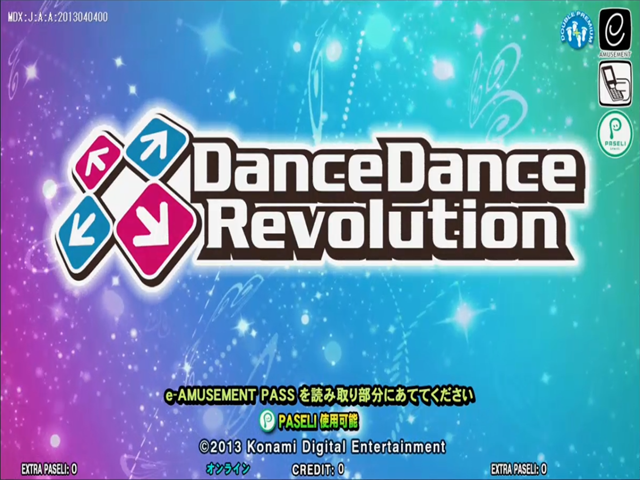 MDX:J:A:A:2013040400
DOUBLE PREMIUM
e
AMUSEMENT
P
PASELI
DanceDance
Revolution
e-AMUSEMENT PASS を読み取り部分にあててください
P PASELI 使用可能
©2013 Konami Digital Entertainment
EXTRA PASELI: 0
オンライン
CREDIT: 0
EXTRA PASELI: 0